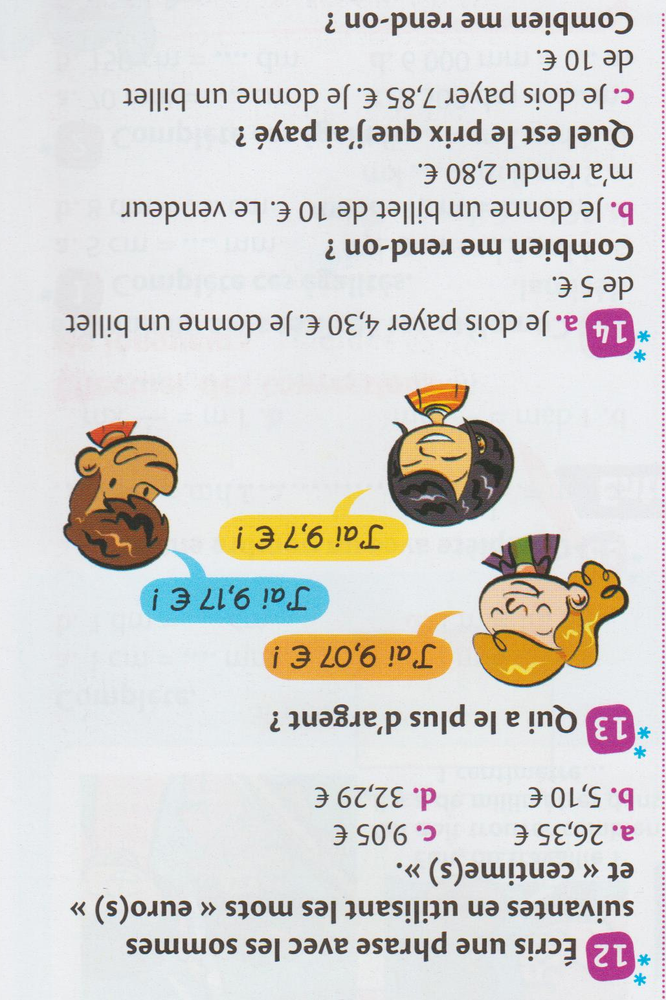 12 Écris une phrase avec les sommes
suivantes en utilisant les mots « euro(s) »
et « centime(s) ».
a. 26,35 € c. 9,05 €
b. 5,10 € d. 32,29 €
13 Qui a le plus d'argent ?
J'ai 9,07 € !
J'ai 9,17 € !
J'ai 9,7 € !
14 a. Je dois payer 4,30 €. Je donne un billet
de 5 €.
Combien me rend-on ?
b. Je donne un billet de 10 €. Le vendeur
m'a rendu 2,80 €.
Quel est le prix que j'ai payé ?
c. Je dois payer 7,85 €. Je donne un billet
de 10 €.
Combien me rend-on ?